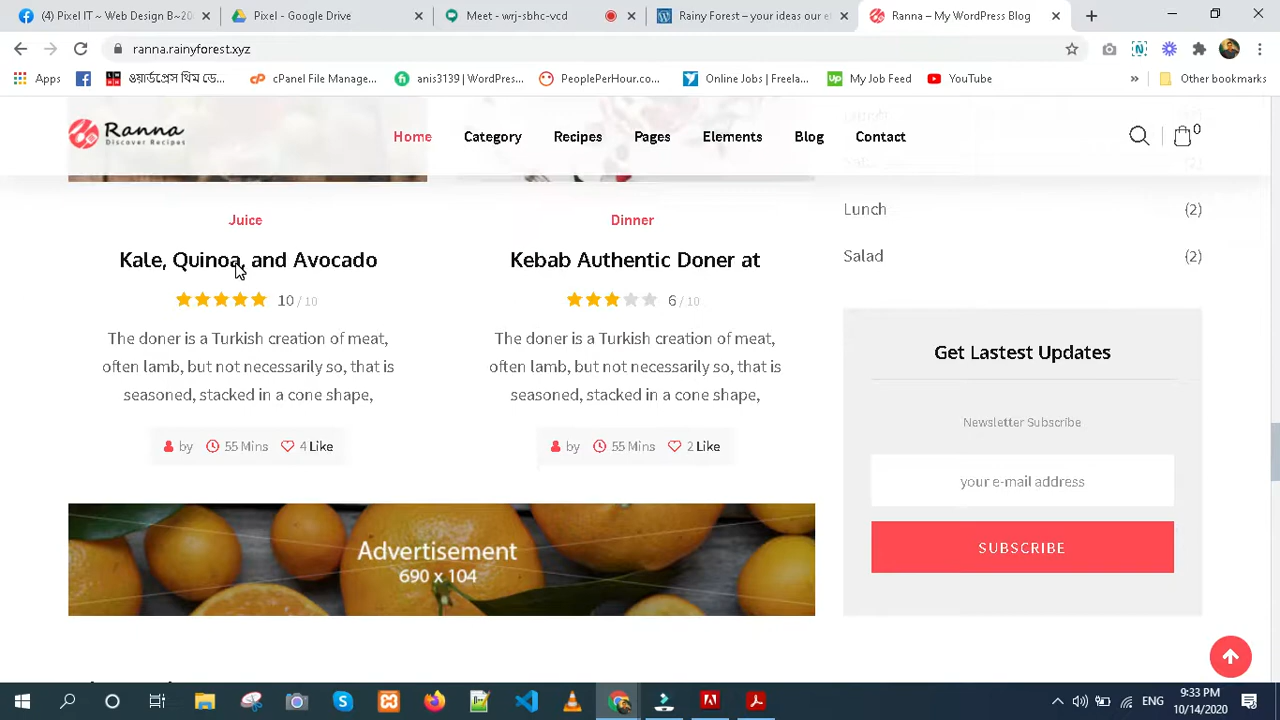 (4) Pixel IT ~ Web Design B20
Pixel - Google Drive
Meet - wrj-sbhc-vcd
Rainy Forest – your ideas our e
Ranna – My WordPress Blog
ranna.rainyforest.xyz
Apps
ওয়ার্ডপ্রেস থিম ডে...
cPanel File Manage...
anis3139 | WordPres...
PeoplePerHour.co...
Online Jobs | Freela...
My Job Feed
YouTube
»
Other bookmarks
Ranna
Discover Recipes
Home
Category
Recipes
Pages
Elements
Blog
Contact
0
Juice
Dinner
Lunch (2)
Kale, Quinoa, and Avocado
Kebab Authentic Doner at
Salad (2)
10 / 10
6 / 10
The doner is a Turkish creation of meat,
often lamb, but not necessarily so, that is
seasoned, stacked in a cone shape,
The doner is a Turkish creation of meat,
often lamb, but not necessarily so, that is
seasoned, stacked in a cone shape,
Get Lastest Updates
Newsletter Subscribe
your e-mail address
SUBSCRIBE
by 55 Mins 4 Like
by 55 Mins 2 Like
Advertisement
690 x 104
ENG
9:33 PM
10/14/2020